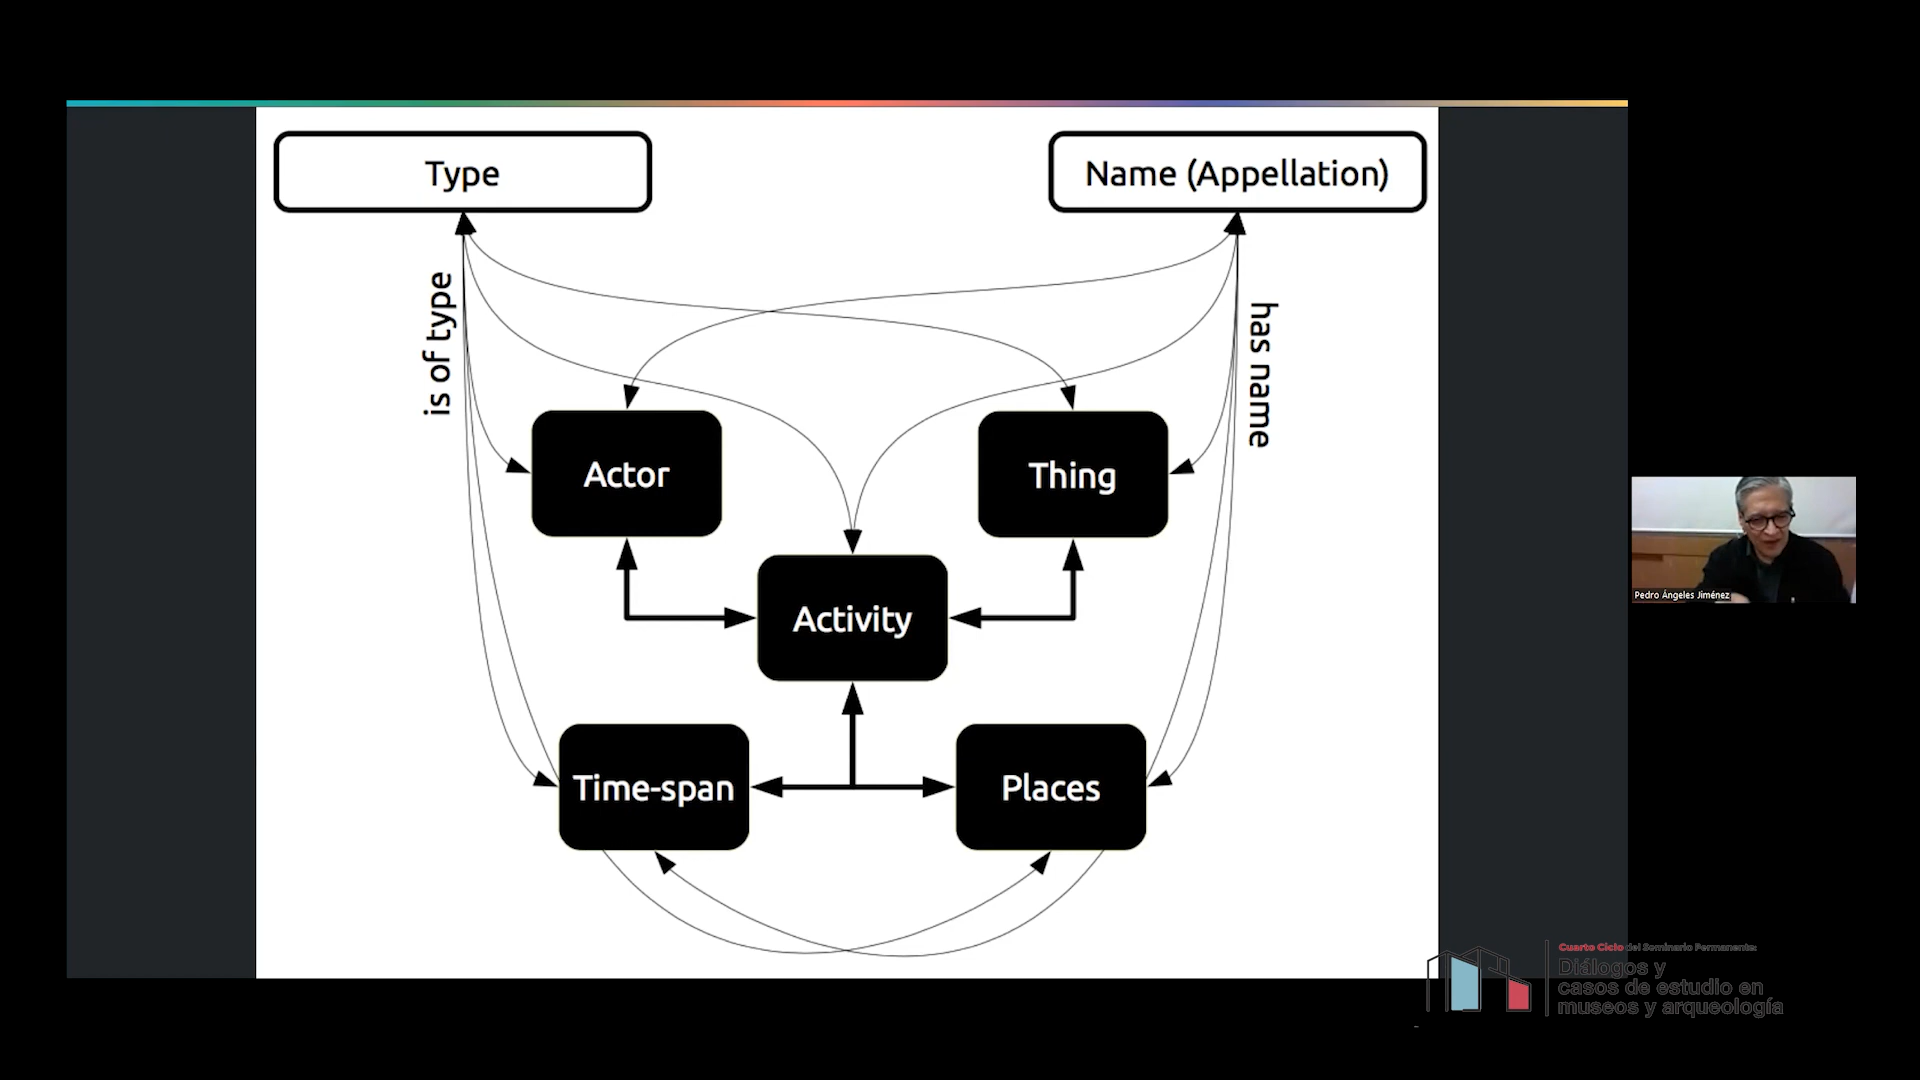 Type
Name (Appellation)
is of type
has name
Actor
Thing
Activity
Time-span
Places
Pedro Ángeles Jiménez
Cuarto Ciclo del Seminario Permanente:
Diálogos y
casos de estudio en
museos y arqueología